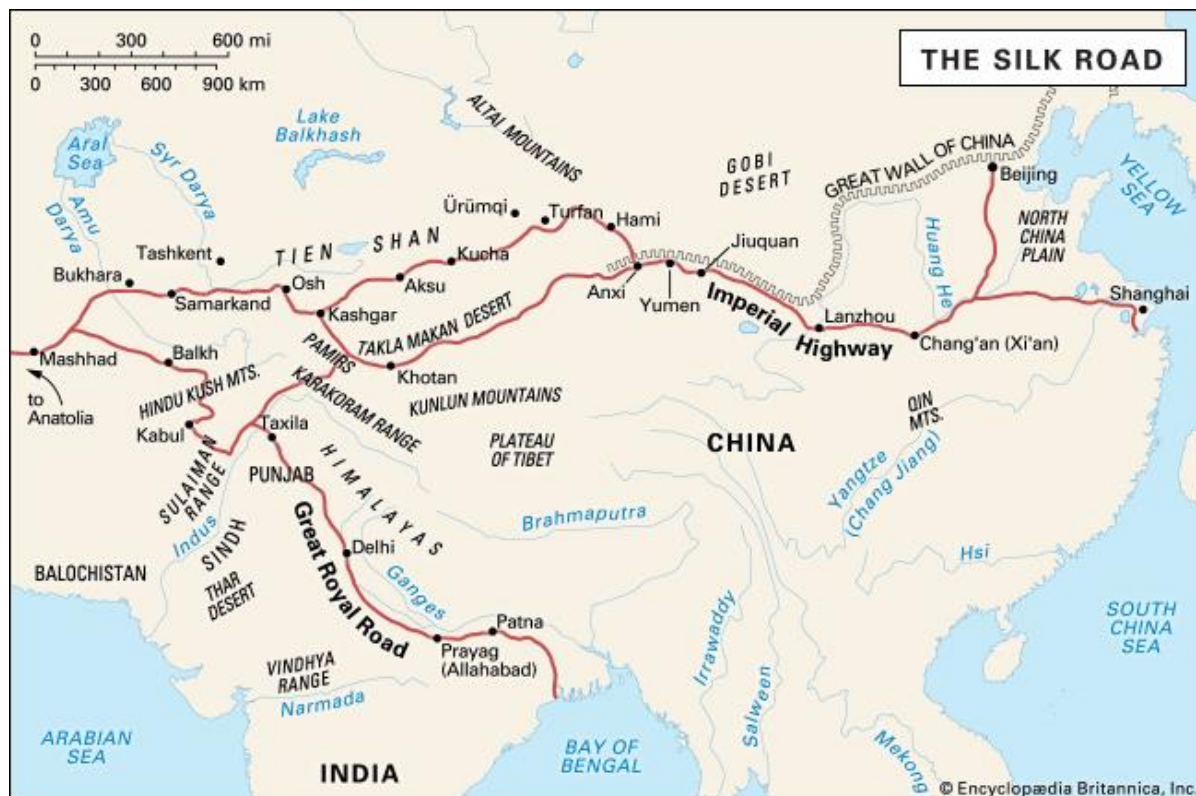 THE SILK ROAD
0 300 600 mi
0 300 600 900 km
Aral
Sea
Syr Darya
Amu
Darya
Lake
Balkhash
ALTAI MOUNTAINS
GOBI
DESERT
GREAT WALL OF CHINA
Beijing
YELLOW
SEA
NORTH
CHINA
PLAIN
Huang He
Ürümqi
Turfan
Hami
Jiuquan
Tashkent
TIEN SHAN
Kucha
Bukhara
Osh
Aksu
Anxi
Yumen
Imperial
Highway
Shanghai
Samarkand
Kashgar
TAKLA MAKAN DESERT
Lanzhou
Chang'an (Xi'an)
Mashhad
Balkh
PAMIRS
Khotan
to
Anatolia
HINDU KUSH MTS.
KARAKORAM RANGE
KUNLUN MOUNTAINS
QIN
MTS.
Kabul
Taxila
PLATEAU
OF TIBET
CHINA
SULAIMAN
RANGE
PUNJAB
HIMALAYAS
Yangtze
(Chang Jiang)
Indus
SINDH
Great Royal Road
Brahmaputra
Delhi
Hsi
BALOCHISTAN
THAR
DESERT
Ganges
Irrawaddy
SOUTH
CHINA
SEA
Patna
Prayag
(Allahabad)
VINDHYA
RANGE
Narmada
Salween
Mekong
ARABIAN
SEA
BAY OF
BENGAL
INDIA
© Encyclopædia Britannica, Inc.